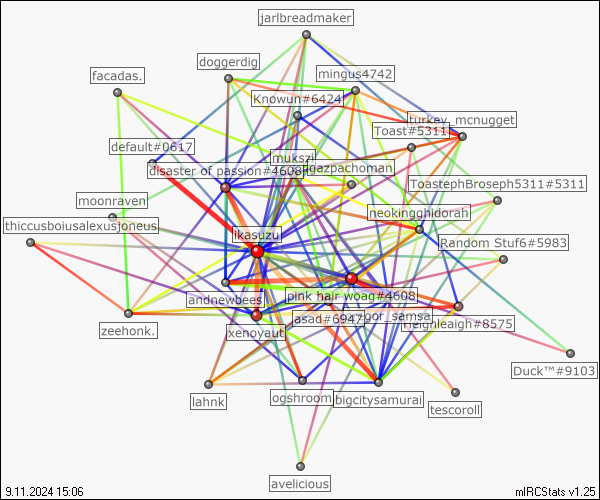 jarlbreadmaker
doggerdig
mingus4742
facadas.
Knowun#6424
turkey_mcnugget
Toast#5311
default#0617
mukszil
disaster of passion#4608
gazpachoman
ToastephBroseph5311#5311
moonraven
neokingghidorah
thiccusboiusalexusjoneus
ikasuzu
Random Stuf6#5983
andnewbees
pink hair woag#4608
jasad#6947
gor_samsa
Heighleaigh#8575
zeehonk.
xenoyaut
Duck™#9103
lahnk
ogshroom
bigcitysamurai
tescoroll
avelicious
9.11.2024 15:06
mIRCStats v1.25